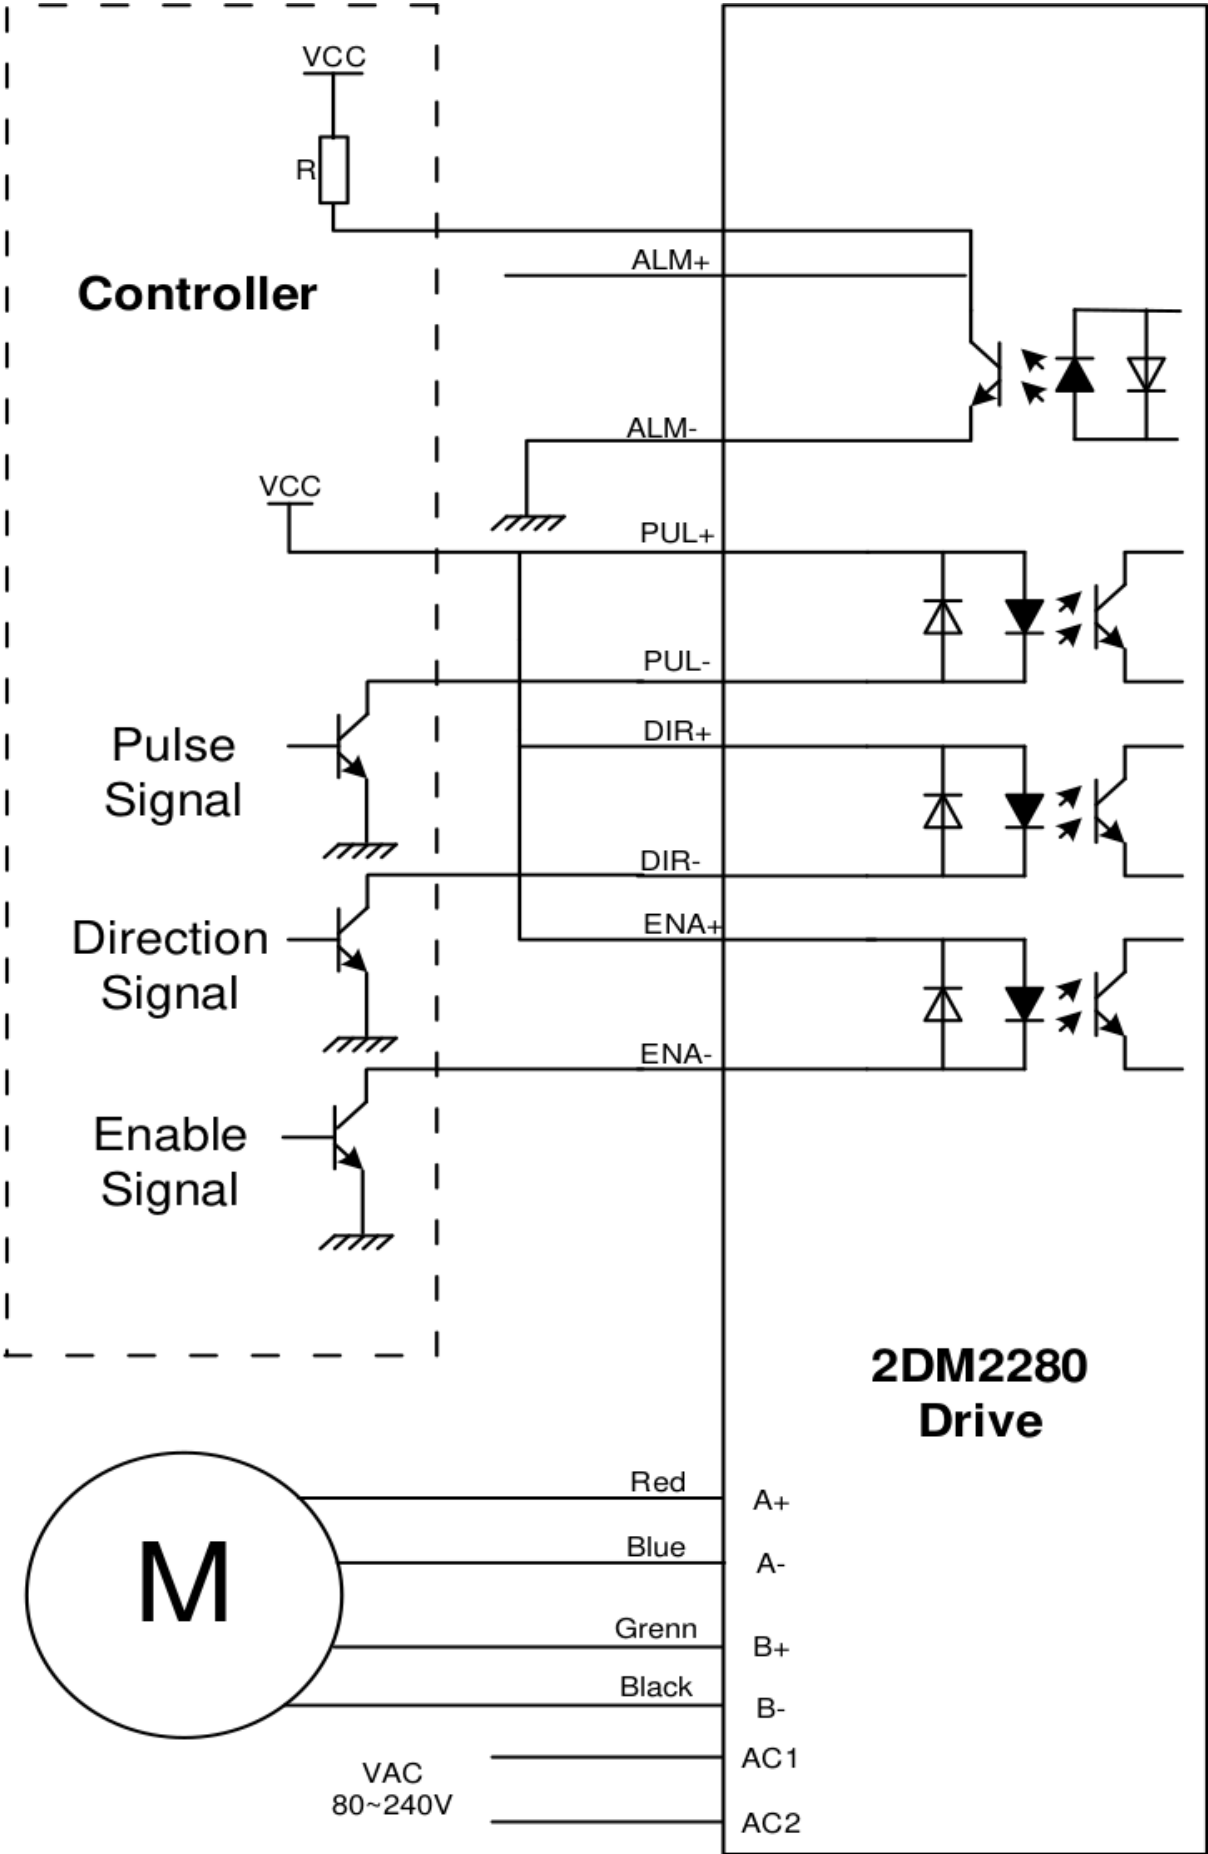 VCC
R
ALM+
Controller
ALM-
VCC
PUL+
PUL-
Pulse
Signal
DIR+
DIR-
Direction
Signal
ENA+
ENA-
Enable
Signal
2DM2280
Drive
Red
A+
Blue
A-
M
Grenn
B+
Black
B-
VAC
80~240V
AC1
AC2